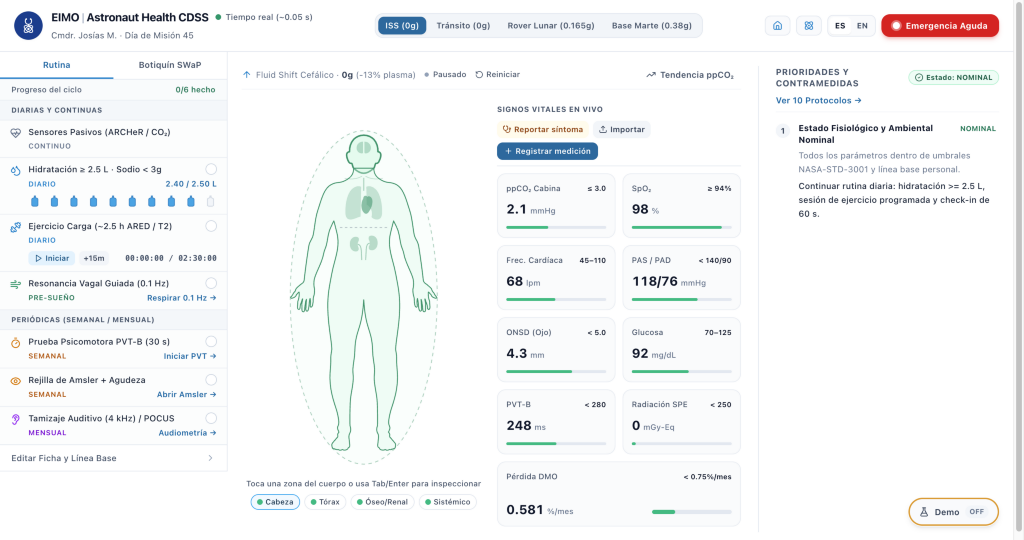 EIMO | Astronaut Health CDSS
Tiempo real (~0.05 s)
Cmdr. Josías M. · Día de Misión 45
ISS (0g)
Tránsito (0g)
Rover Lunar (0.165g)
Base Marte (0.38g)
ES
EN
Emergencia Aguda
Rutina
Botiquín SWaP
Progreso del ciclo
0/6 hecho
DIARIAS Y CONTINUAS
Sensores Pasivos (ARCHeR / CO₂)
CONTINUO
Hidratación ≥ 2.5 L · Sodio < 3g
DIARIO
2.40 / 2.50 L
Ejercicio Carga (~2.5 h ARED / T2)
DIARIO
Iniciar
+15m
00:00:00 / 02:30:00
Resonancia Vagal Guiada (0.1 Hz)
PRE-SUEÑO
Respirar 0.1 Hz →
PERIÓDICAS (SEMANAL / MENSUAL)
Prueba Psicomotora PVT-B (30 s)
SEMANAL
Iniciar PVT →
Rejilla de Amsler + Agudeza
SEMANAL
Abrir Amsler →
Tamizaje Auditivo (4 kHz) / POCUS
MENSUAL
Audiometría →
Editar Ficha y Línea Base
Fluid Shift Cefálico · 0g (-13% plasma)
Pausado
Reiniciar
Tendencia ppCO₂
Toca una zona del cuerpo o usa Tab/Enter para inspeccionar
Cabeza
Tórax
Óseo/Renal
Sistémico
SIGNOS VITALES EN VIVO
Reportar síntoma
Importar
+ Registrar medición
ppCO₂ Cabina
≤ 3.0
2.1 mmHg
SpO₂
≥ 94%
98 %
Frec. Cardíaca
45–110
68 lpm
PAS / PAD
< 140/90
118/76 mmHg
ONSD (Ojo)
< 5.0
4.3 mm
Glucosa
70–125
92 mg/dL
PVT-B
< 280
248 ms
Radiación SPE
< 250
0 mGy-Eq
Pérdida DMO
< 0.75%/mes
0.581 %/mes
PRIORIDADES Y
CONTRAMEDIDAS
Estado: NOMINAL
Ver 10 Protocolos →
1
Estado Fisiológico y Ambiental
Nominal
NOMINAL
Todos los parámetros dentro de umbrales
NASA-STD-3001 y línea base personal.
Continuar rutina diaria: hidratación >= 2.5 L,
sesión de ejercicio programada y check-in de
60 s.
Demo
OFF